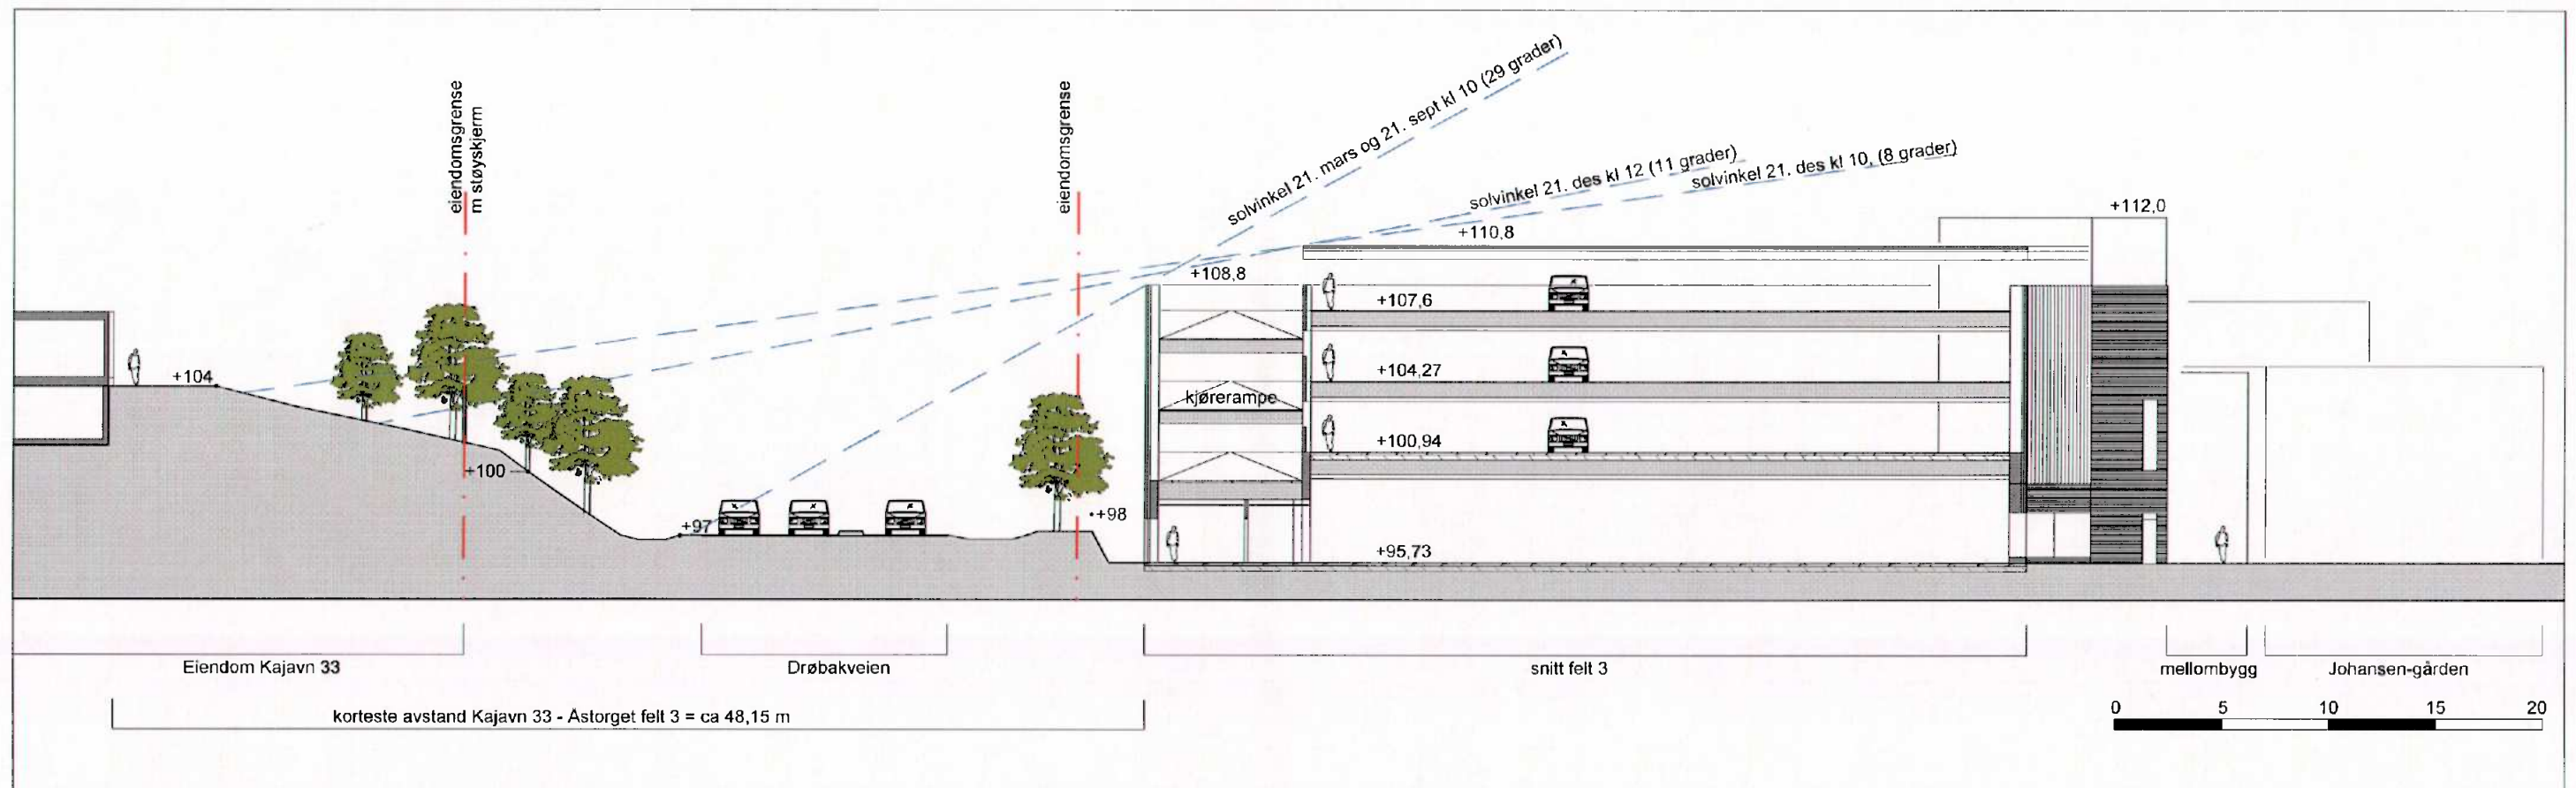 eiendomsgrense
m støyskjerm
eiendomsgrense
solvinkel 21. mars og 21. sept kl 10 (29 grader)
solvinkel 21. des kl 12 (11 grader)
solvinkel 21. des kl 10, (8 grader)
+112,0
+110,8
+108,8
+107,6
+104
+104,27
kjørerampe
+100,94
+100
+97
+98
+95,73
Eiendom Kajavn 33
Drøbakveien
snitt felt 3
mellombygg
Johansen-gården
korteste avstand Kajavn 33 - Åstorget felt 3 = ca 48,15 m
0 5 10 15 20